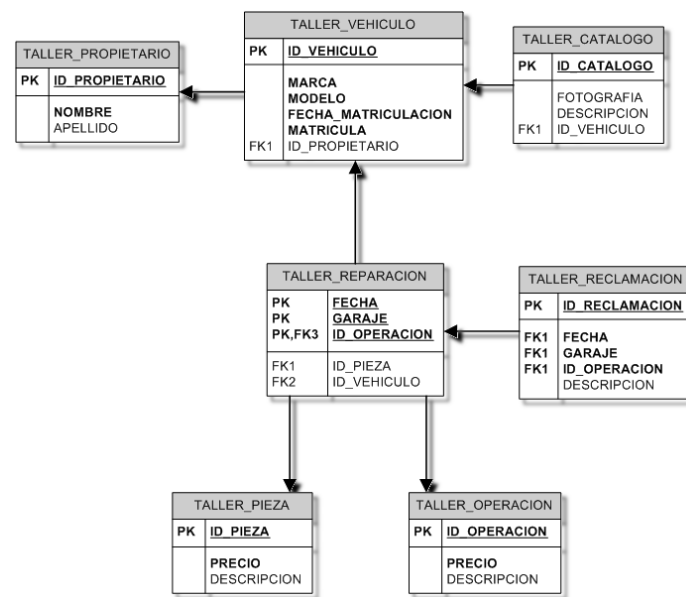 TALLER_PROPIETARIO
PK ID_PROPIETARIO
NOMBRE
APELLIDO
TALLER_VEHICULO
PK ID_VEHICULO
MARCA
MODELO
FECHA_MATRICULACION
MATRICULA
FK1 ID_PROPIETARIO
TALLER_CATALOGO
PK ID_CATALOGO
FOTOGRAFIA
DESCRIPCION
FK1 ID_VEHICULO
TALLER_REPARACION
PK FECHA
PK GARAJE
PK,FK3 ID_OPERACION
FK1 ID_PIEZA
FK2 ID_VEHICULO
TALLER_RECLAMACION
PK ID_RECLAMACION
FK1 FECHA
FK1 GARAJE
FK1 ID_OPERACION
DESCRIPCION
TALLER_PIEZA
PK ID_PIEZA
PRECIO
DESCRIPCION
TALLER_OPERACION
PK ID_OPERACION
PRECIO
DESCRIPCION